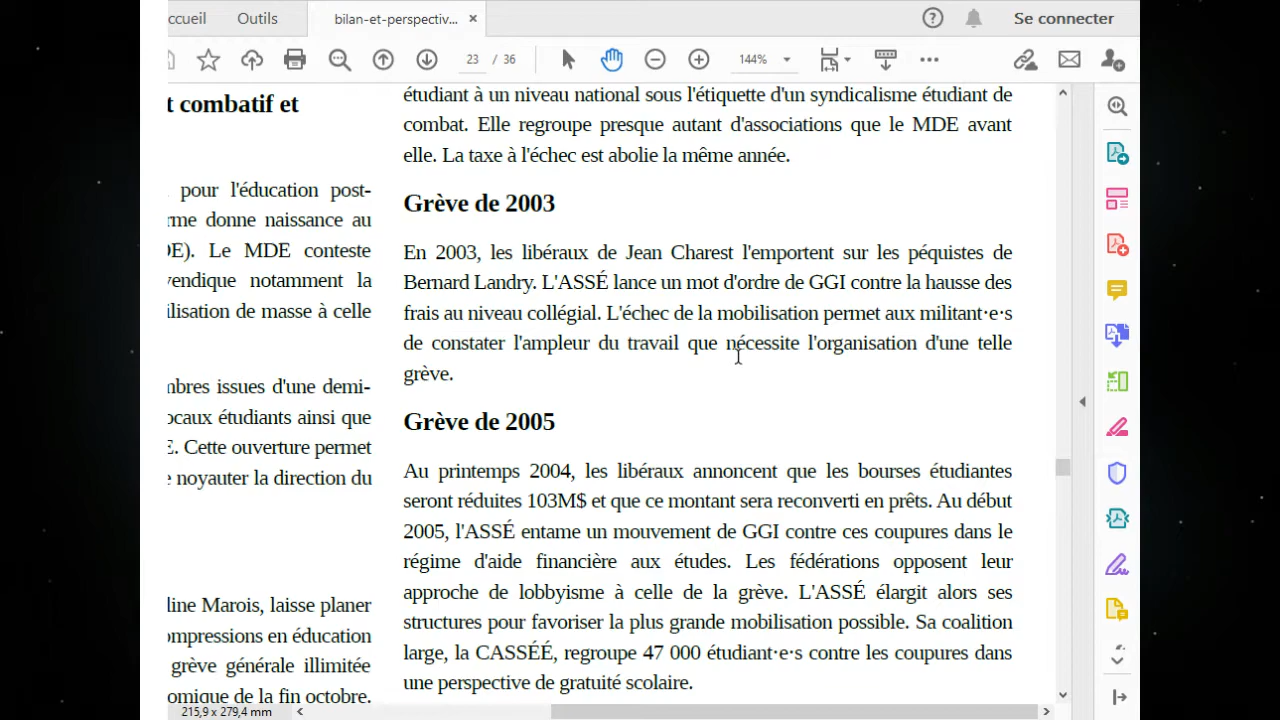 ccueil Outils bilan-et-perspectiv... × Se connecter
23 / 36 144%
t combatif et
pour l'éducation post-
rme donne naissance au
DE). Le MDE conteste
vendique notamment la
ilisation de masse à celle
mbres issues d'une demi-
ocaux étudiants ainsi que
E. Cette ouverture permet
e noyauter la direction du
line Marois, laisse planer
ompressions en éducation
grève générale illimitée
omique de la fin octobre.
étudiant à un niveau national sous l'étiquette d'un syndicalisme étudiant de
combat. Elle regroupe presque autant d'associations que le MDE avant
elle. La taxe à l'échec est abolie la même année.
Grève de 2003
En 2003, les libéraux de Jean Charest l'emportent sur les péquistes de
Bernard Landry. L'ASSÉ lance un mot d'ordre de GGI contre la hausse des
frais au niveau collégial. L'échec de la mobilisation permet aux militant·e·s
de constater l'ampleur du travail que nécessite l'organisation d'une telle
grève.
Grève de 2005
Au printemps 2004, les libéraux annoncent que les bourses étudiantes
seront réduites 103M$ et que ce montant sera reconverti en prêts. Au début
2005, l'ASSÉ entame un mouvement de GGI contre ces coupures dans le
régime d'aide financière aux études. Les fédérations opposent leur
approche de lobbyisme à celle de la grève. L'ASSÉ élargit alors ses
structures pour favoriser la plus grande mobilisation possible. Sa coalition
large, la CASSÉÉ, regroupe 47 000 étudiant·e·s contre les coupures dans
une perspective de gratuité scolaire.
215,9 x 279,4 mm